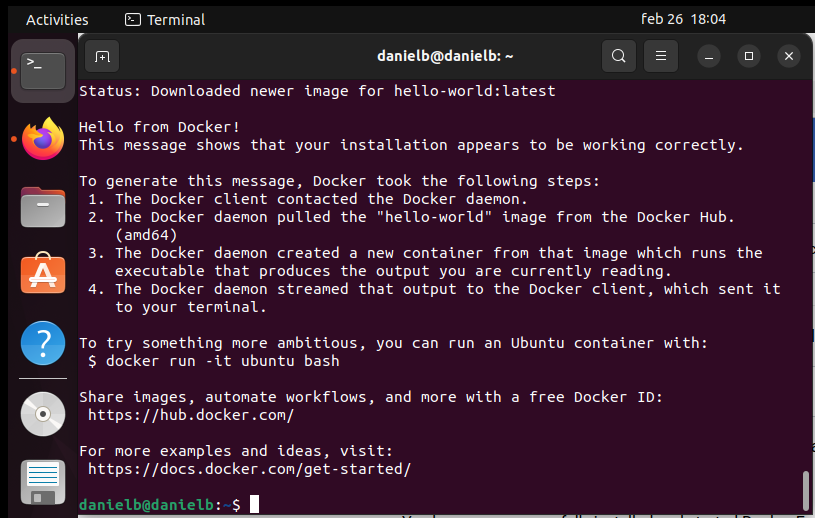 Activities
Terminal
feb 26 18:04
danielb@danielb: ~
Status: Downloaded newer image for hello-world:latest
Hello from Docker!
This message shows that your installation appears to be working correctly.
To generate this message, Docker took the following steps:
1. The Docker client contacted the Docker daemon.
2. The Docker daemon pulled the "hello-world" image from the Docker Hub.
(amd64)
3. The Docker daemon created a new container from that image which runs the
executable that produces the output you are currently reading.
4. The Docker daemon streamed that output to the Docker client, which sent it
to your terminal.
To try something more ambitious, you can run an Ubuntu container with:
$ docker run -it ubuntu bash
Share images, automate workflows, and more with a free Docker ID:
https://hub.docker.com/
For more examples and ideas, visit:
https://docs.docker.com/get-started/
danielb@danielb:~$